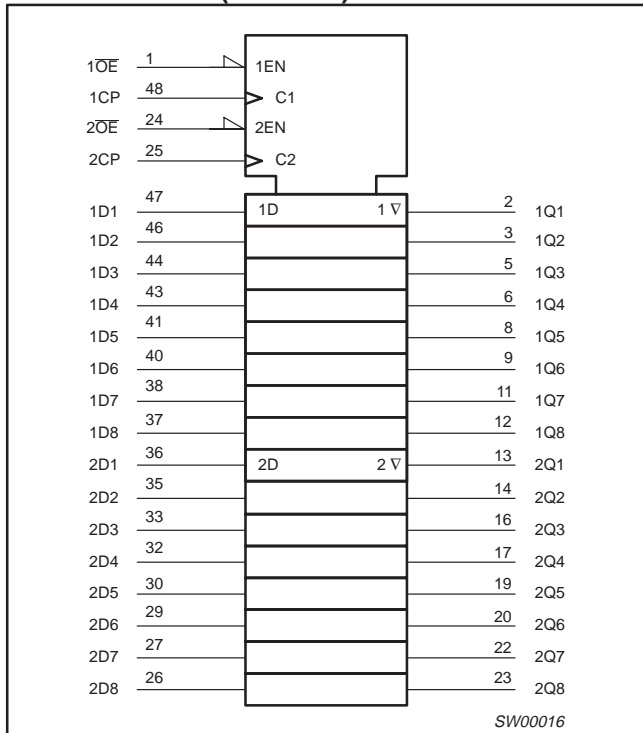 1O̅E̅ 1 1EN
1CP 48 C1
2O̅E̅ 24 2EN
2CP 25 C2
1D1 47 1D 1 ∇ 2 1Q1
1D2 46 3 1Q2
1D3 44 5 1Q3
1D4 43 6 1Q4
1D5 41 8 1Q5
1D6 40 9 1Q6
1D7 38 11 1Q7
1D8 37 12 1Q8
2D1 36 2D 2 ∇ 13 2Q1
2D2 35 14 2Q2
2D3 33 16 2Q3
2D4 32 17 2Q4
2D5 30 19 2Q5
2D6 29 20 2Q6
2D7 27 22 2Q7
2D8 26 23 2Q8
SW00016